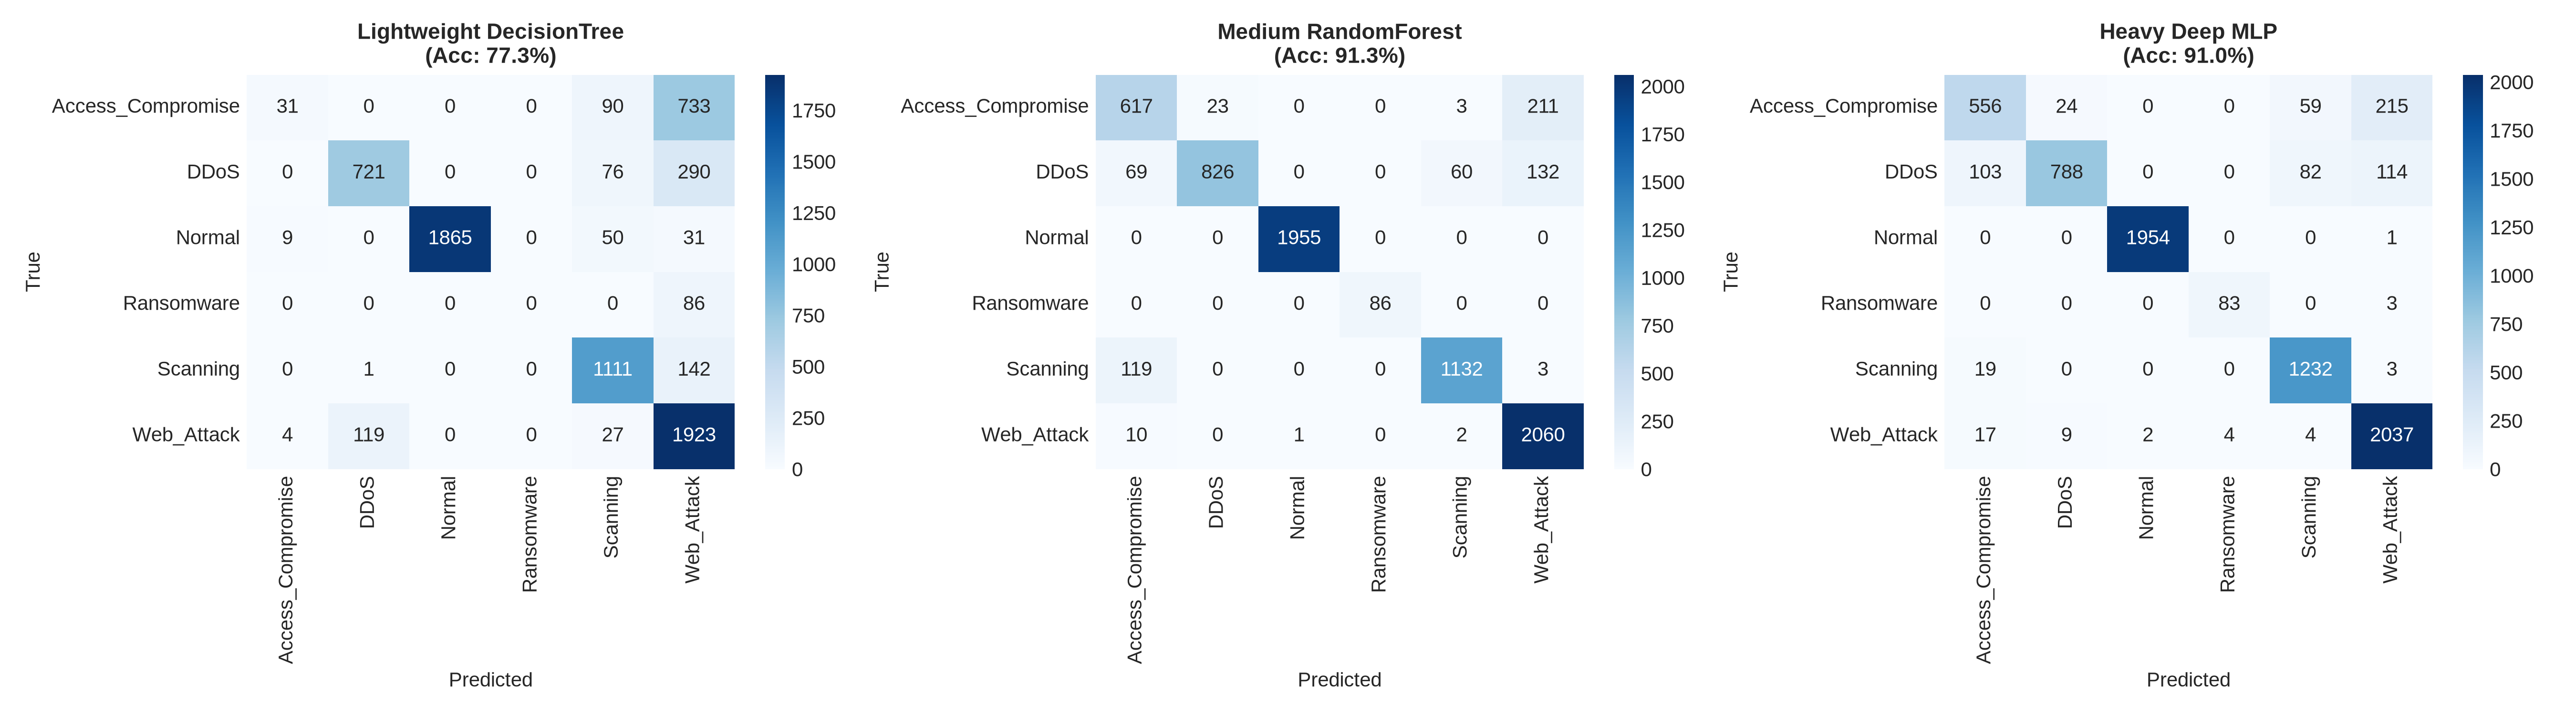 Lightweight DecisionTree
(Acc: 77.3%)
True
Access_Compromise 31 0 0 0 90 733
DDoS 0 721 0 0 76 290
Normal 9 0 1865 0 50 31
Ransomware 0 0 0 0 0 86
Scanning 0 1 0 0 1111 142
Web_Attack 4 119 0 0 27 1923
Access_Compromise DDoS Normal Ransomware Scanning Web_Attack
Predicted
1750
1500
1250
1000
750
500
250
0
Medium RandomForest
(Acc: 91.3%)
True
Access_Compromise 617 23 0 0 3 211
DDoS 69 826 0 0 60 132
Normal 0 0 1955 0 0 0
Ransomware 0 0 0 86 0 0
Scanning 119 0 0 0 1132 3
Web_Attack 10 0 1 0 2 2060
Access_Compromise DDoS Normal Ransomware Scanning Web_Attack
Predicted
2000
1750
1500
1250
1000
750
500
250
0
Heavy Deep MLP
(Acc: 91.0%)
True
Access_Compromise 556 24 0 0 59 215
DDoS 103 788 0 0 82 114
Normal 0 0 1954 0 0 1
Ransomware 0 0 0 83 0 3
Scanning 19 0 0 0 1232 3
Web_Attack 17 9 2 4 4 2037
Access_Compromise DDoS Normal Ransomware Scanning Web_Attack
Predicted
2000
1750
1500
1250
1000
750
500
250
0